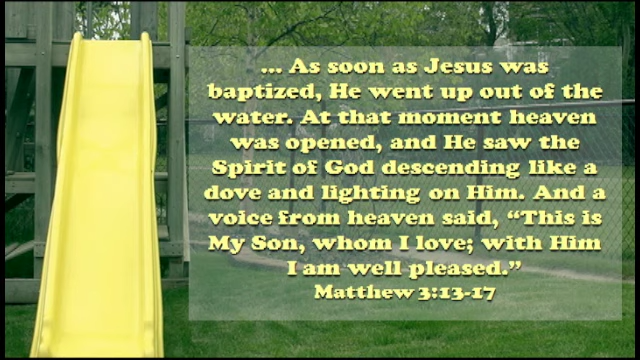 ... As soon as Jesus was
baptized, He went up out of the
water. At that moment heaven
was opened, and He saw the
Spirit of God descending like a
dove and lighting on Him. And a
voice from heaven said, “This is
My Son, whom I love; with Him
I am well pleased.”
Matthew 3:13-17